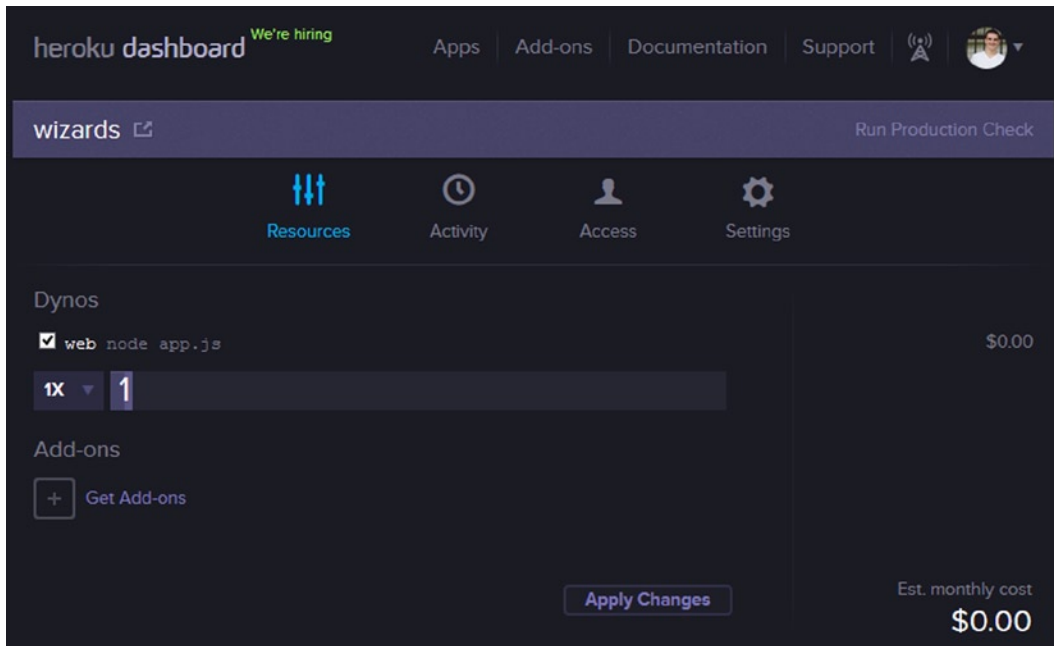 heroku dashboard We're hiring Apps Add-ons Documentation Support
wizards Run Production Check
Resources Activity Access Settings
Dynos
web node app.js $0.00
1X 1
Add-ons
+ Get Add-ons
Est. monthly cost
Apply Changes
$0.00